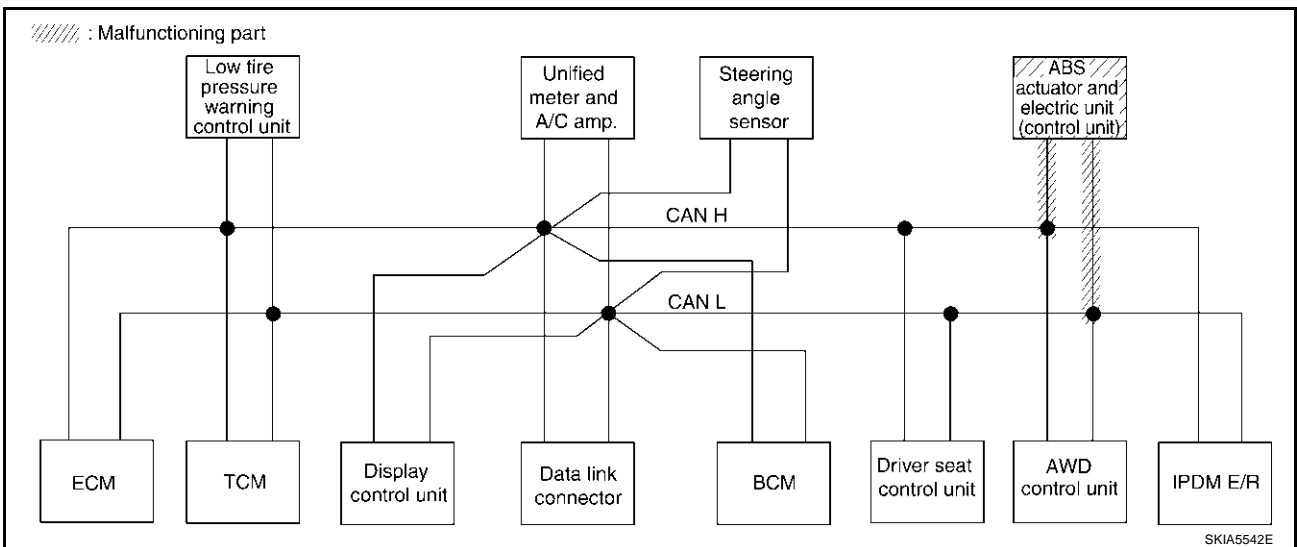 : Malfunctioning part
Low tire
pressure
warning
control unit
Unified
meter and
A/C amp.
Steering
angle
sensor
ABS
actuator and
electric unit
(control unit)
CAN H
CAN L
ECM
TCM
Display
control unit
Data link
connector
BCM
Driver seat
control unit
AWD
control unit
IPDM E/R
SKIA5542E